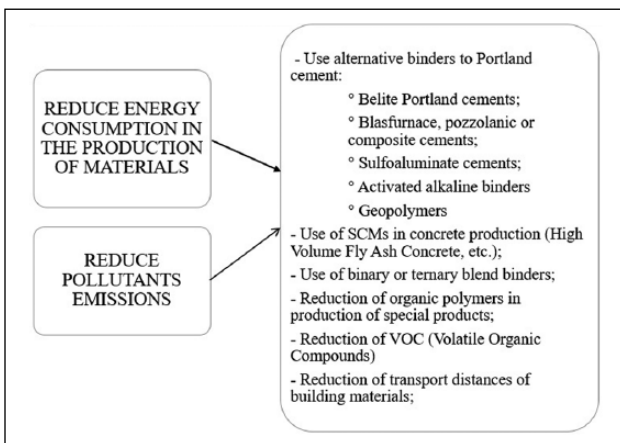 REDUCE ENERGY
CONSUMPTION IN
THE PRODUCTION
OF MATERIALS
REDUCE
POLLUTANTS
EMISSIONS
- Use alternative binders to Portland
cement:
° Belite Portland cements;
° Blasfurnace, pozzolanic or
composite cements;
° Sulfoaluminate cements;
° Activated alkaline binders
° Geopolymers
- Use of SCMs in concrete production (High
Volume Fly Ash Concrete, etc.);
- Use of binary or ternary blend binders;
- Reduction of organic polymers in
production of special products;
- Reduction of VOC (Volatile Organic
Compounds)
- Reduction of transport distances of
building materials;